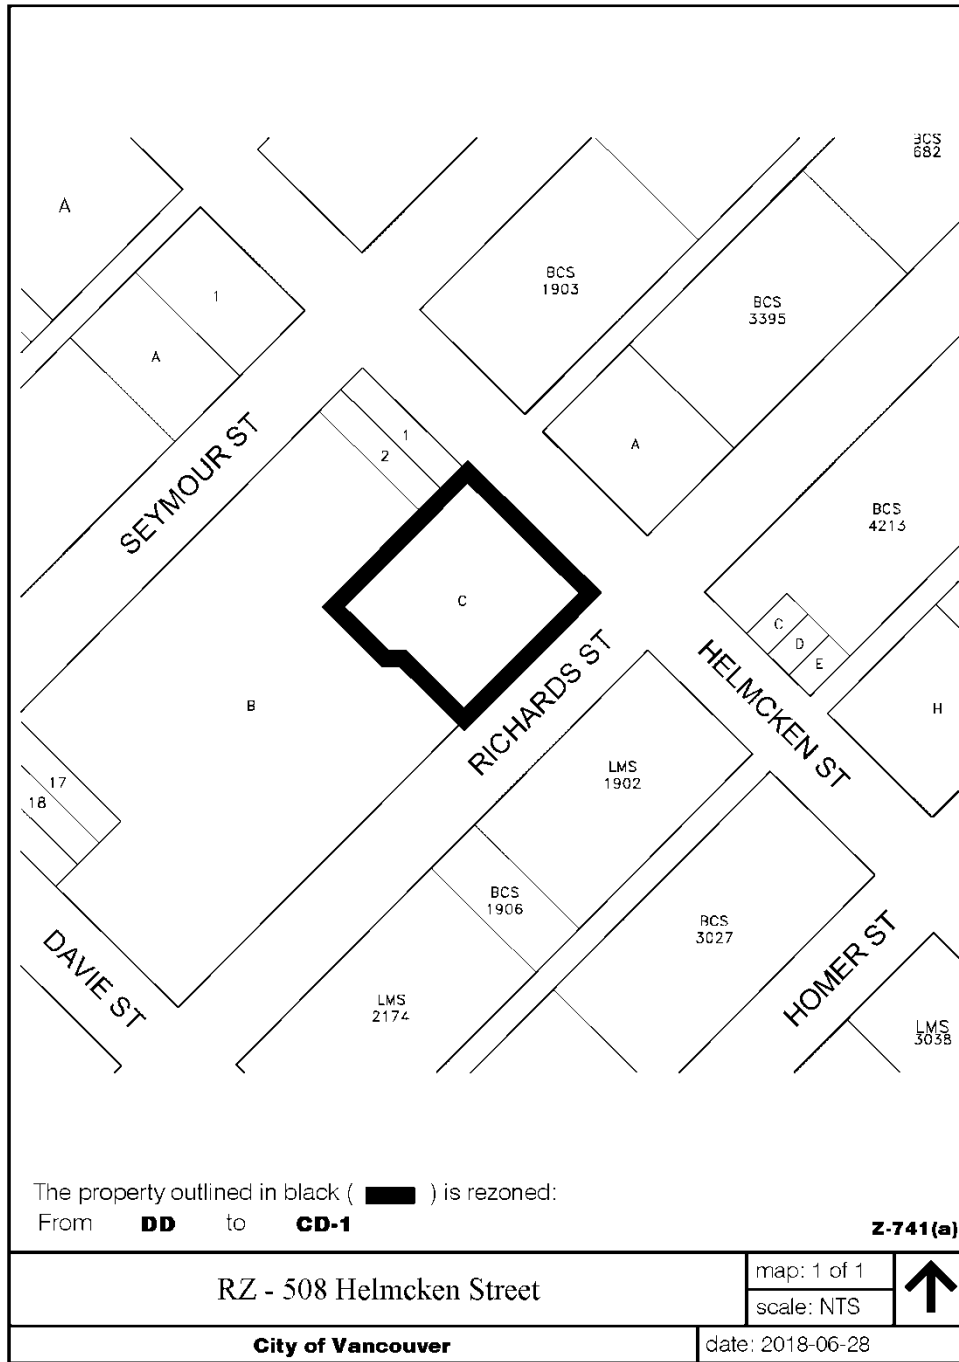 BCS
682
A
BCS
1903
1
BCS
3395
A
SEYMOUR ST
1
2
A
BCS
4213
C
C
D
E
RICHARDS ST
HELMCKEN ST
B
H
LMS
1902
17
18
BCS
1906
BCS
3027
DAVIE ST
HOMER ST
LMS
2174
LMS
3038
The property outlined in black ( ) is rezoned:
From DD to CD-1
Z-741(a)
RZ - 508 Helmcken Street
map: 1 of 1
scale: NTS
City of Vancouver
date: 2018-06-28